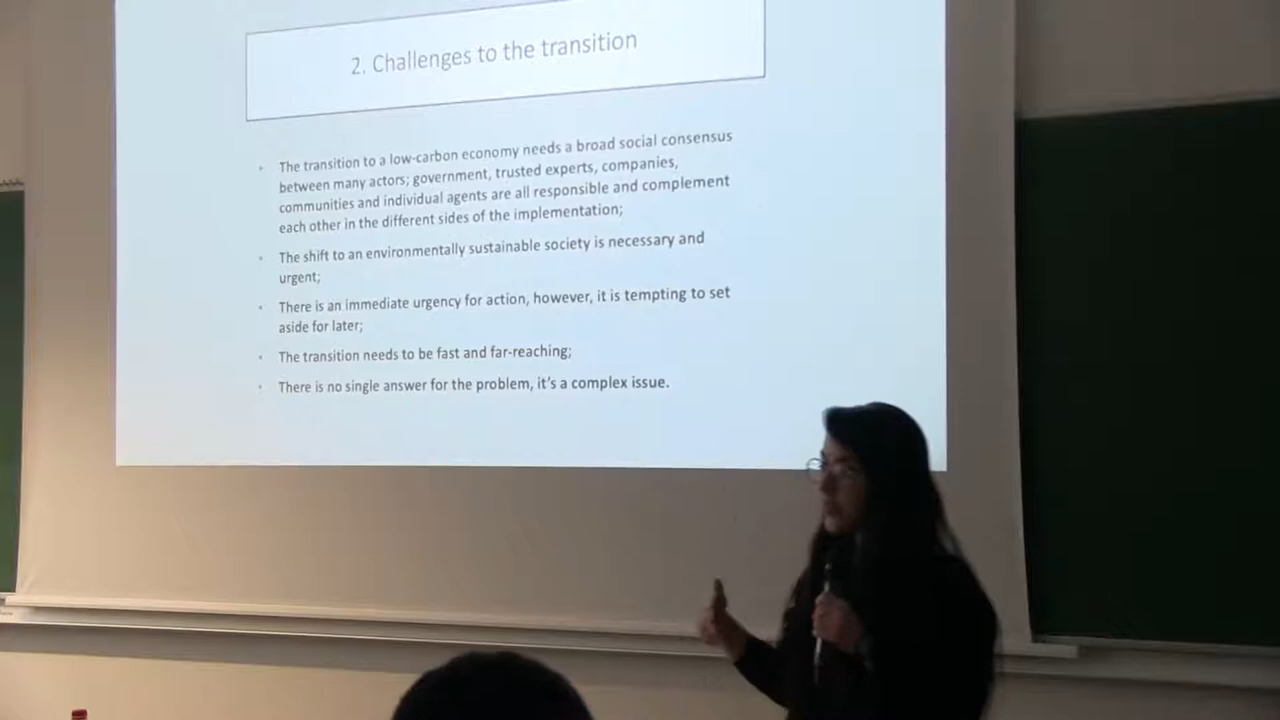 2. Challenges to the transition
The transition to a low-carbon economy needs a broad social consensus
between many actors; government, trusted experts, companies,
communities and individual agents are all responsible and complement
each other in the different sides of the implementation;
The shift to an environmentally sustainable society is necessary and
urgent;
There is an immediate urgency for action, however, it is tempting to set
aside for later;
The transition needs to be fast and far-reaching;
There is no single answer for the problem, it's a complex issue.